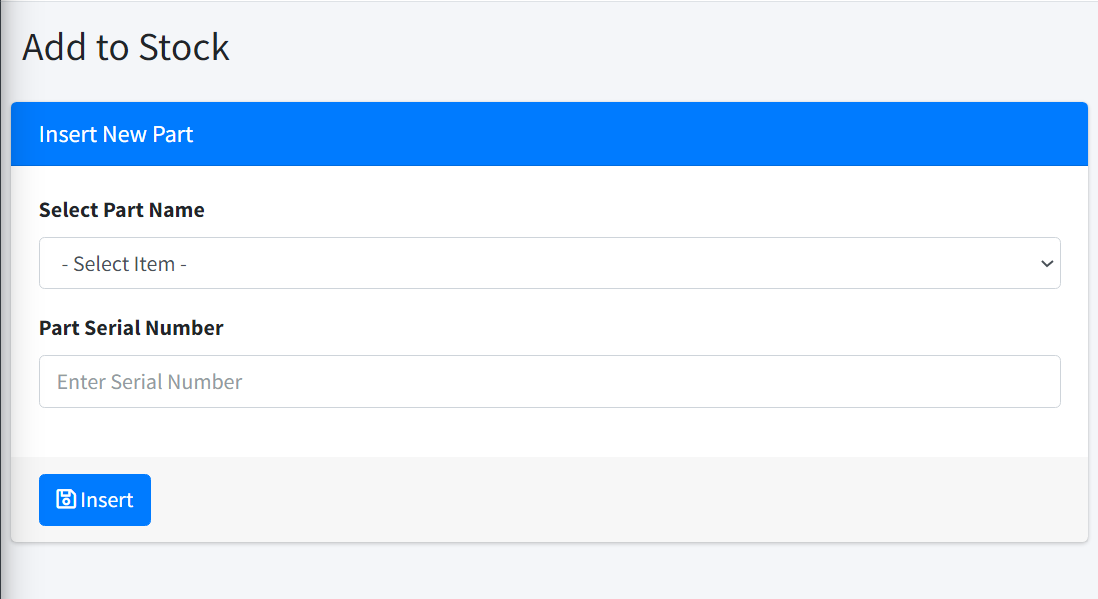 Add to Stock
Insert New Part
Select Part Name
- Select Item -
Part Serial Number
Enter Serial Number
Insert